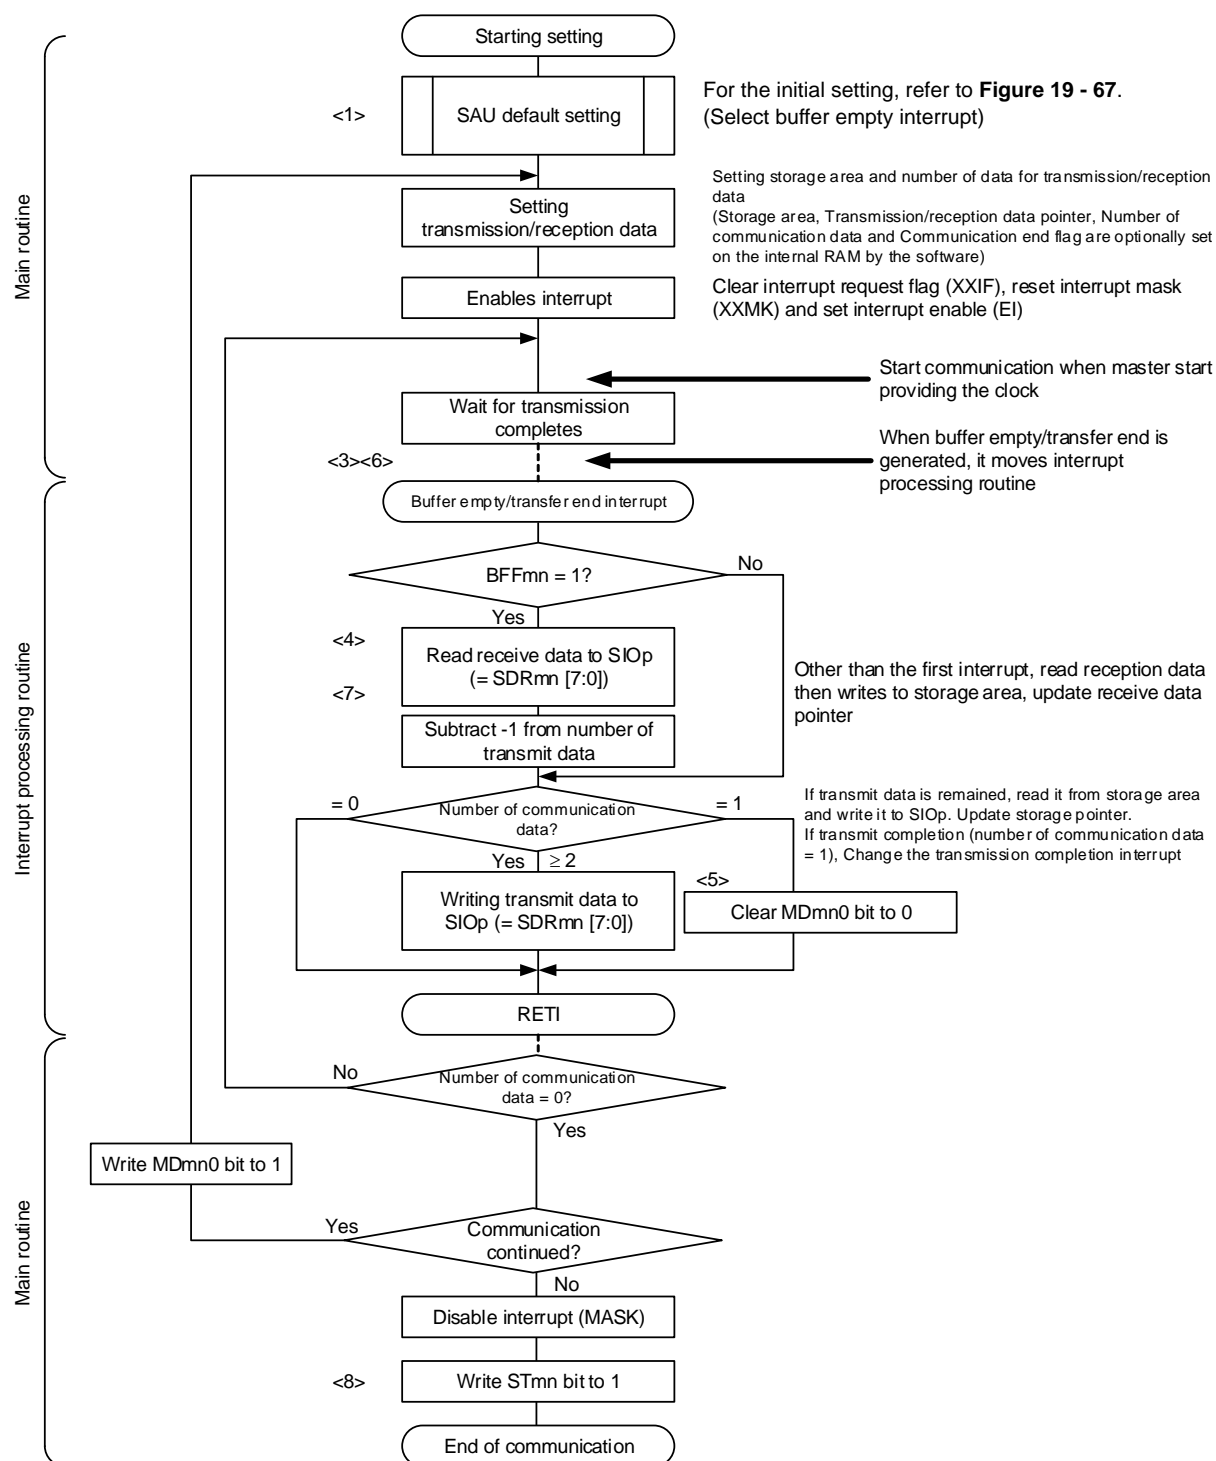 Starting setting
<1>
SAU default setting
For the initial setting, refer to Figure 19 - 67.
(Select buffer empty interrupt)
Main routine
Setting
transmission/reception data
Setting storage area and number of data for transmission/reception
data
(Storage area, Transmission/reception data pointer, Number of
communication data and Communication end flag are optionally set
on the internal RAM by the software)
Enables interrupt
Clear interrupt request flag (XXIF), reset interrupt mask
(XXMK) and set interrupt enable (EI)
Start communication when master start
providing the clock
Wait for transmission
completes
<3><6>
When buffer empty/transfer end is
generated, it moves interrupt
processing routine
Buffer empty/transfer end interrupt
BFFmn = 1?
No
Yes
<4>
Read receive data to SIOp
(= SDRmn [7:0])
<7>
Other than the first interrupt, read reception data
then writes to storage area, update receive data
pointer
Subtract -1 from number of
transmit data
Interrupt processing routine
= 0
Number of communication
data?
= 1
If transmit data is remained, read it from storage area
and write it to SIOp. Update storage pointer.
If transmit completion (number of communication data
= 1), Change the transmission completion interrupt
Yes ≥ 2
Writing transmit data to
SIOp (= SDRmn [7:0])
<5>
Clear MDmn0 bit to 0
RETI
No
Number of communication
data = 0?
Yes
Write MDmn0 bit to 1
Main routine
Yes
Communication
continued?
No
Disable interrupt (MASK)
<8>
Write STmn bit to 1
End of communication